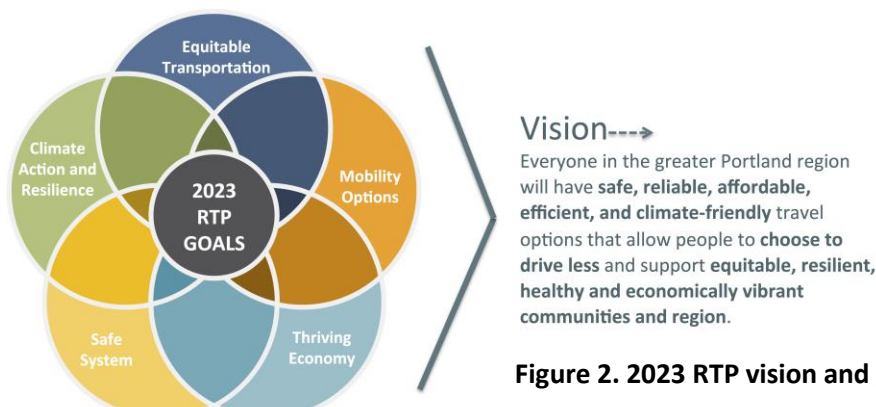 Equitable
Transportation
Climate
Action and
Resilience
Mobility
Options
2023
RTP
GOALS
Safe
System
Thriving
Economy
Vision---->
Everyone in the greater Portland region
will have safe, reliable, affordable,
efficient, and climate-friendly travel
options that allow people to choose to
drive less and support equitable, resilient,
healthy and economically vibrant
communities and region.
Figure 2. 2023 RTP vision and